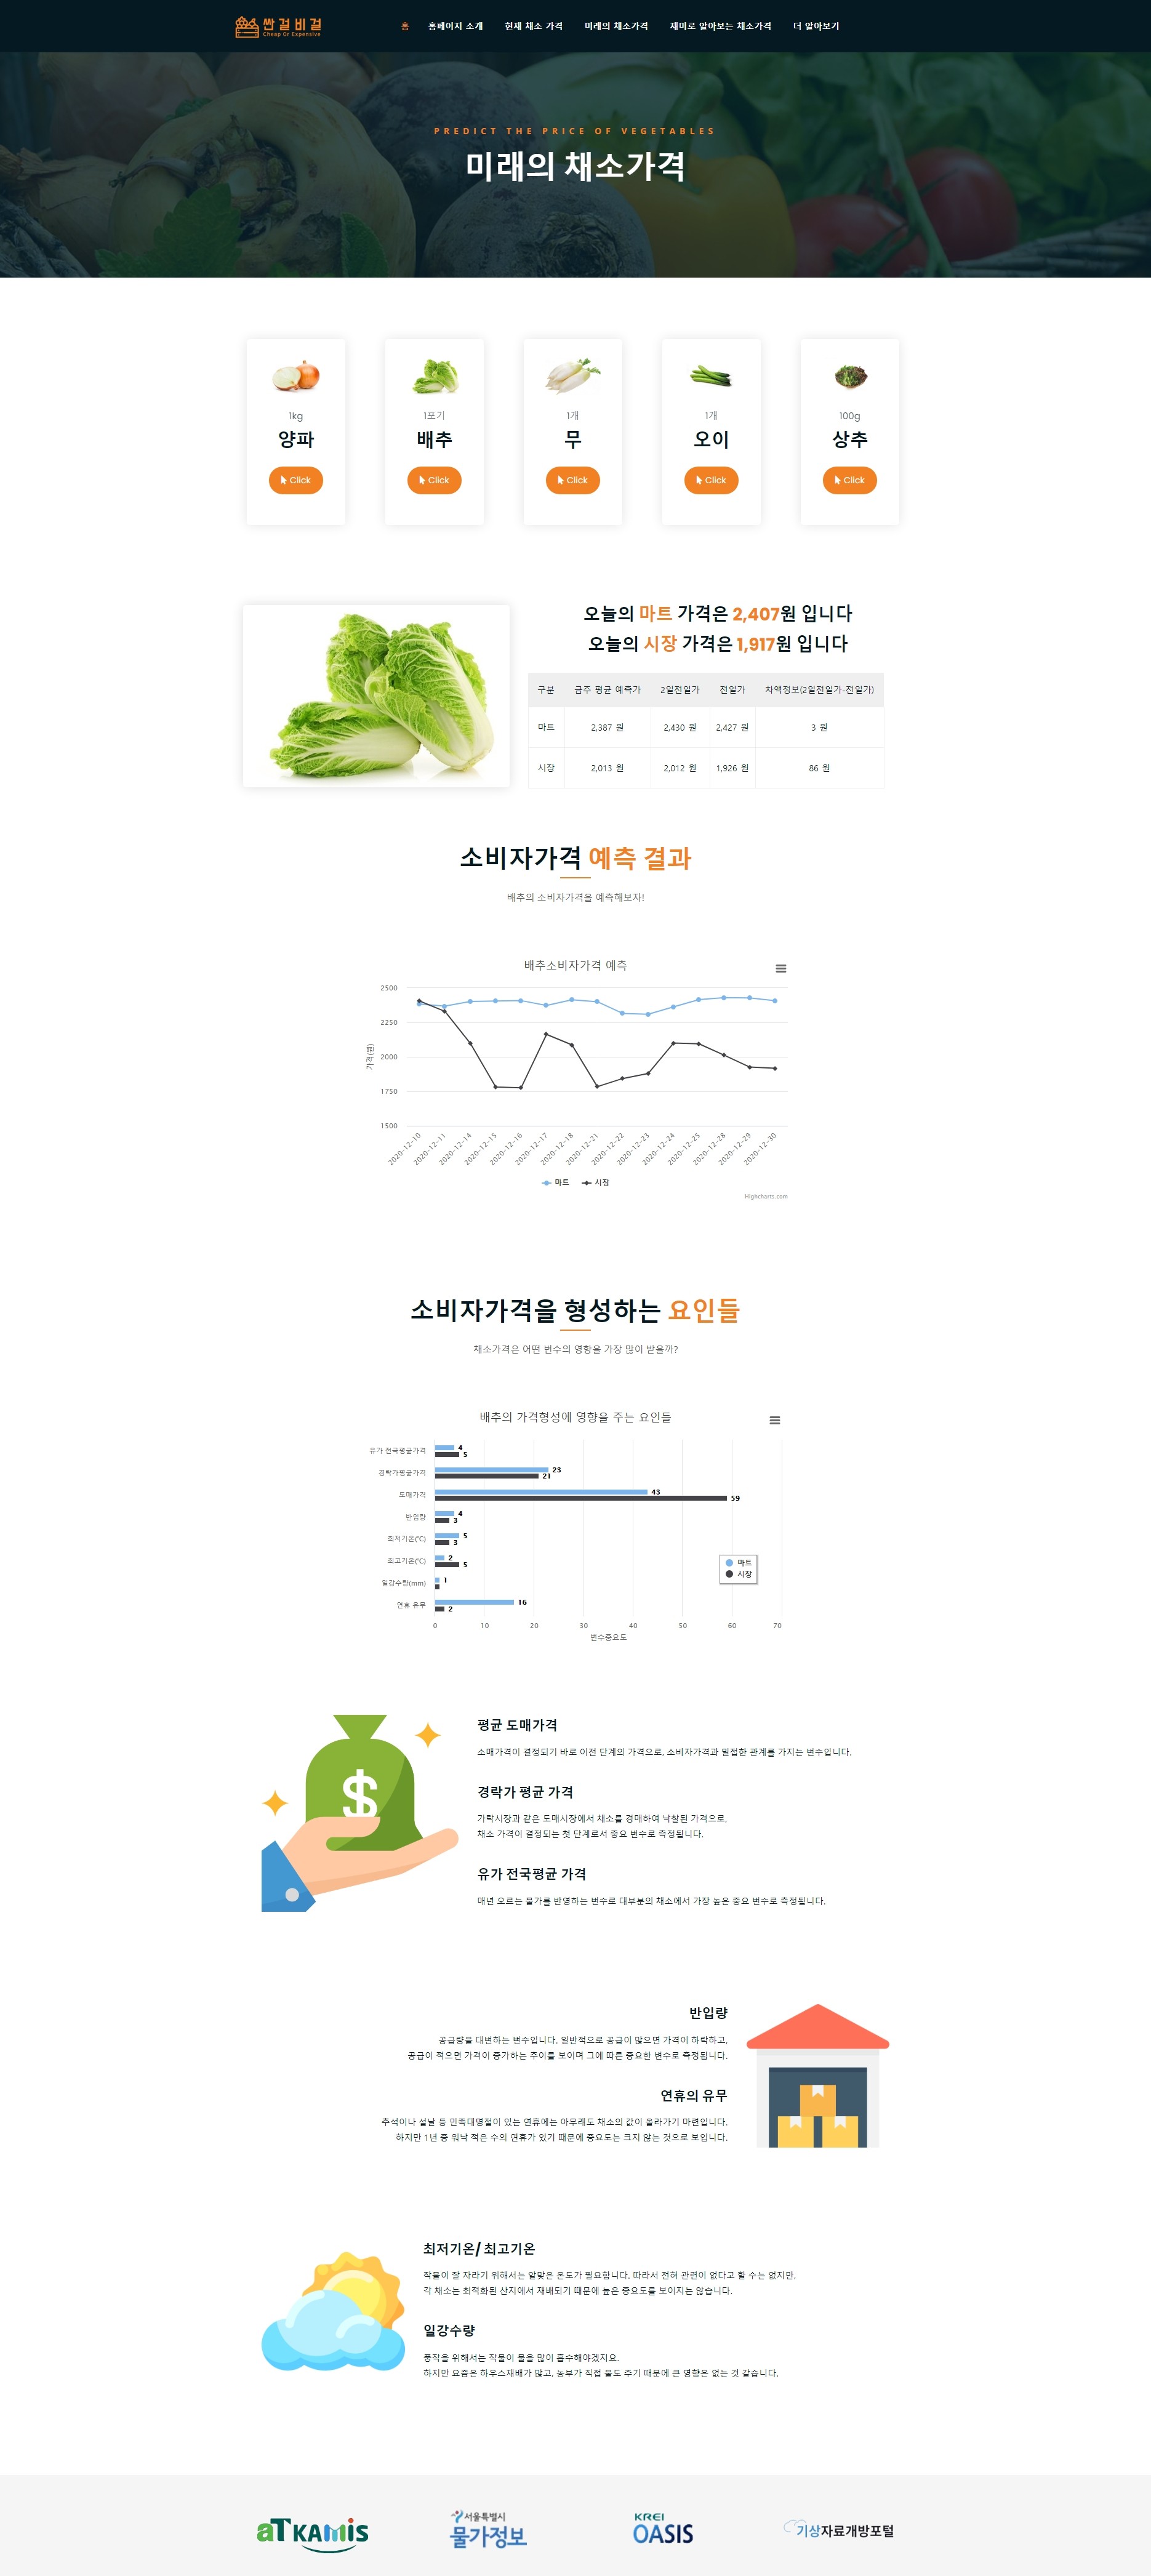 싼걸비걸
Cheap Or Expensive
홈 홈페이지 소개 현재 채소 가격 미래의 채소가격 재미로 알아보는 채소가격 더 알아보기
PREDICT THE PRICE OF VEGETABLES
미래의 채소가격
1kg 1포기 1개 1개 100g
양파 배추 무 오이 상추
Click Click Click Click Click
오늘의 마트 가격은 2,407원 입니다
오늘의 시장 가격은 1,917원 입니다
구분 금주 평균 예측가 2일전일가 전일가 차액정보(2일전일가-전일가)
마트 2,387 원 2,430 원 2,427 원 3 원
시장 2,013 원 2,012 원 1,926 원 86 원
소비자가격 예측 결과
배추의 소비자가격을 예측해보자!
배추소비자가격 예측
가격(원)
2500
2250
2000
1750
1500
2020-12-10 2020-12-11 2020-12-14 2020-12-15 2020-12-16 2020-12-17 2020-12-18 2020-12-21 2020-12-22 2020-12-23 2020-12-24 2020-12-25 2020-12-28 2020-12-29 2020-12-30
마트 시장
Highcharts.com
소비자가격을 형성하는 요인들
채소가격은 어떤 변수의 영향을 가장 많이 받을까?
배추의 가격형성에 영향을 주는 요인들
유가 전국평균가격 4 5
경락가평균가격 23 21
도매가격 43 59
반입량 4 3
최저기온(℃) 5 3
최고기온(℃) 2 5
일강수량(mm) 1
연휴 유무 16 2
마트
시장
0 10 20 30 40 50 60 70
변수중요도
$
평균 도매가격
소매가격이 결정되기 바로 이전 단계의 가격으로, 소비자가격과 밀접한 관계를 가지는 변수입니다.
경락가 평균 가격
가락시장과 같은 도매시장에서 채소를 경매하여 낙찰된 가격으로,
채소 가격이 결정되는 첫 단계로서 중요 변수로 측정됩니다.
유가 전국평균 가격
매년 오르는 물가를 반영하는 변수로 대부분의 채소에서 가장 높은 중요 변수로 측정됩니다.
반입량
공급량을 대변하는 변수입니다. 일반적으로 공급이 많으면 가격이 하락하고,
공급이 적으면 가격이 증가하는 추이를 보이며 그에 따른 중요한 변수로 측정됩니다.
연휴의 유무
추석이나 설날 등 민족대명절이 있는 연휴에는 아무래도 채소의 값이 올라가기 마련입니다.
하지만 1년 중 워낙 적은 수의 연휴가 있기 때문에 중요도는 크지 않는 것으로 보입니다.
최저기온/ 최고기온
작물이 잘 자라기 위해서는 알맞은 온도가 필요합니다. 따라서 전혀 관련이 없다고 할 수는 없지만,
각 채소는 최적화된 산지에서 재배되기 때문에 높은 중요도를 보이지는 않습니다.
일강수량
풍작을 위해서는 작물이 물을 많이 흡수해야겠지요.
하지만 요즘은 하우스재배가 많고, 농부가 직접 물도 주기 때문에 큰 영향은 없는 것 같습니다.
aT KAMIS
서울특별시
물가정보
KREI
OASIS
기상자료개방포털